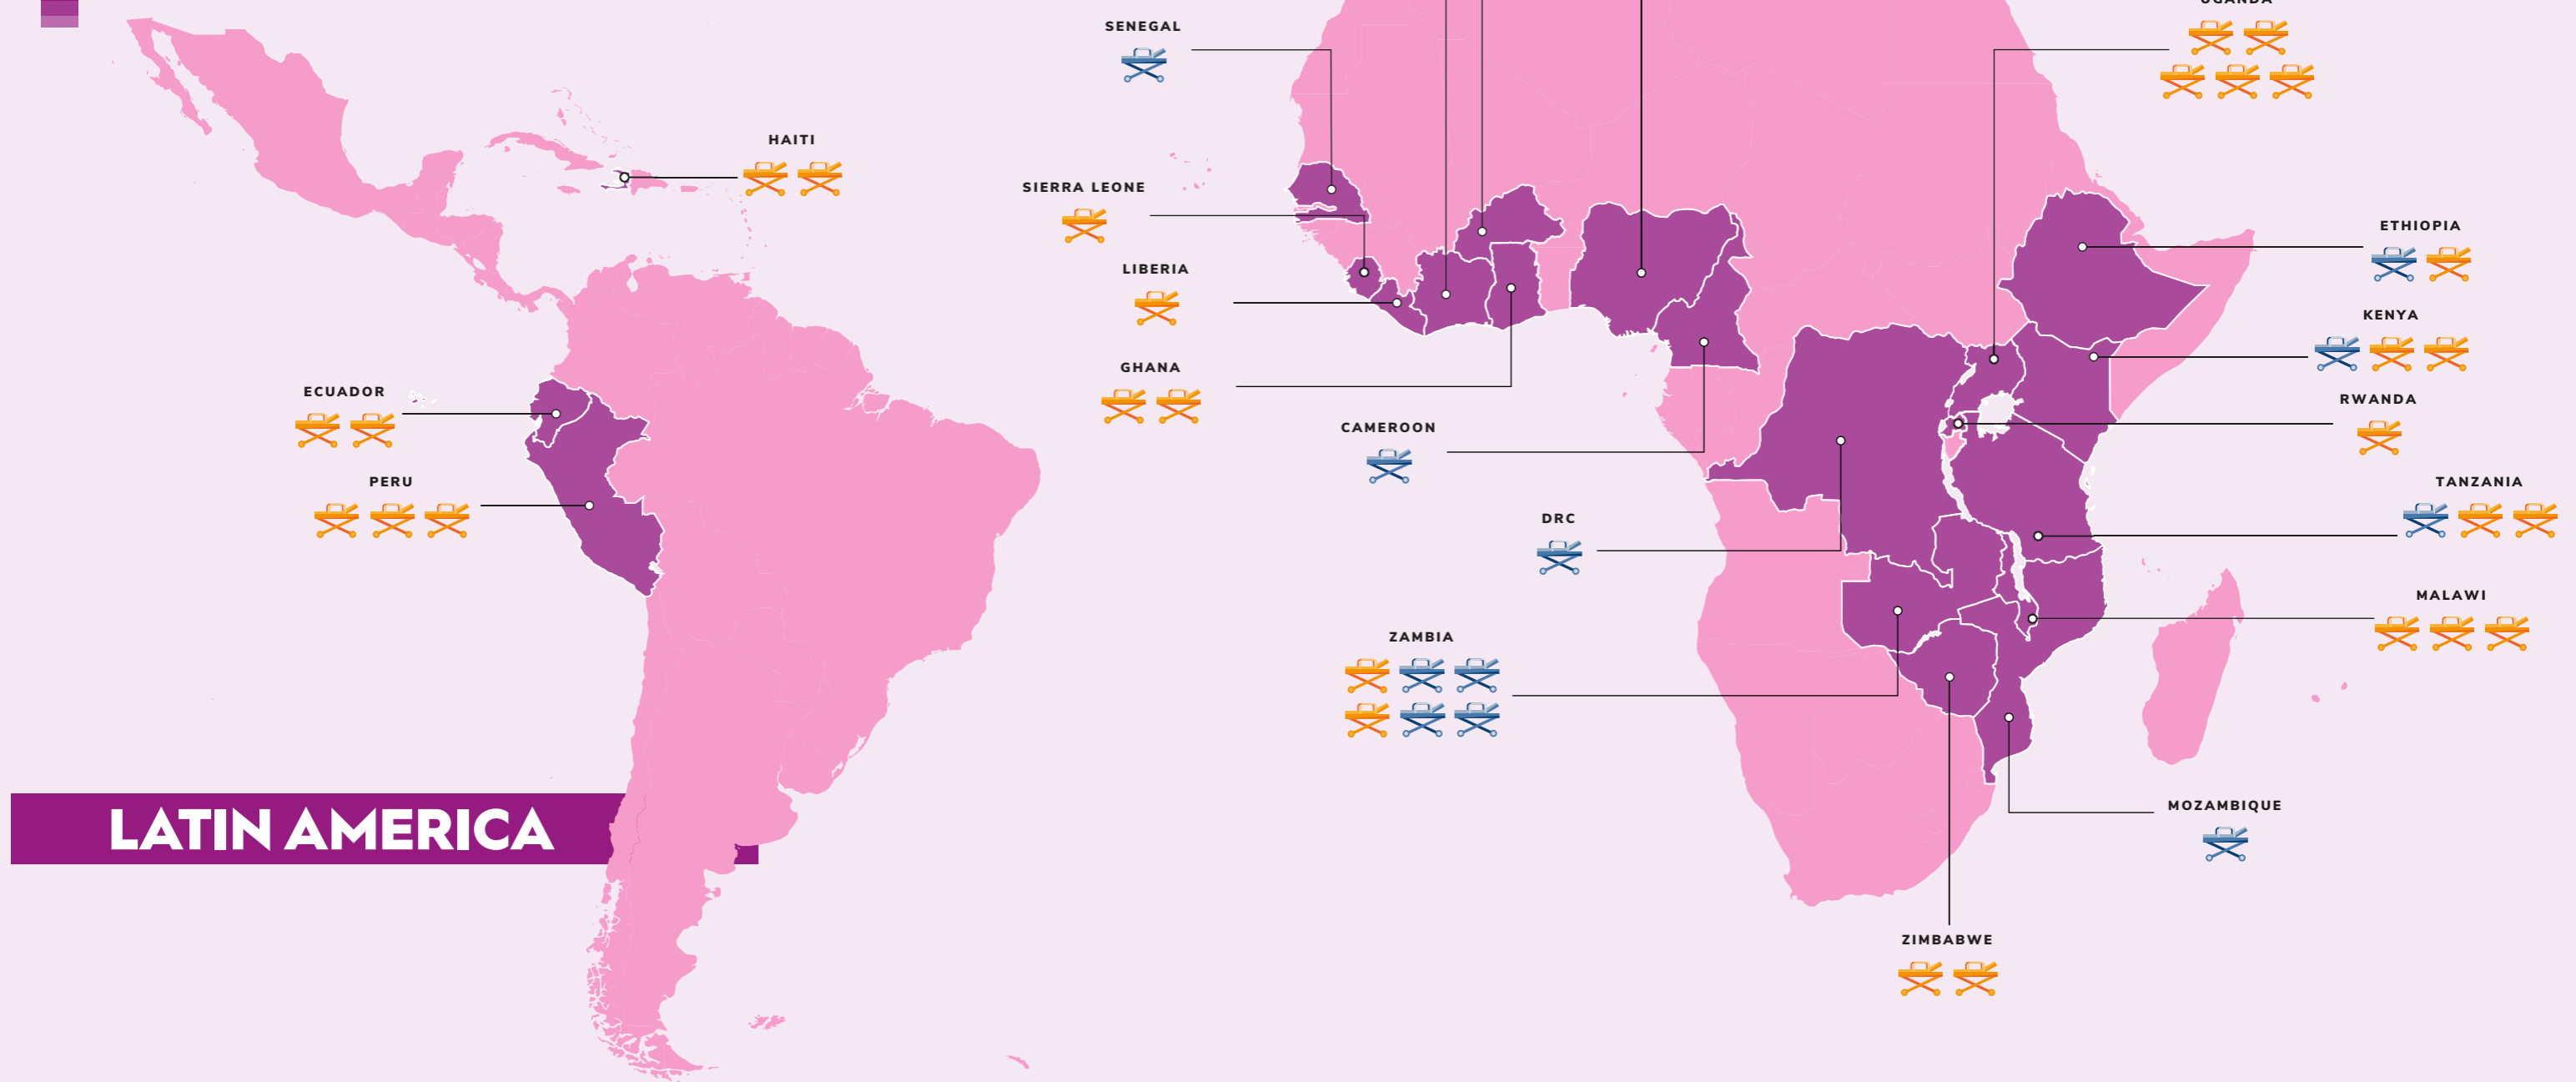 UGANDA
SENEGAL
HAITI
SIERRA LEONE
ETHIOPIA
LIBERIA
KENYA
GHANA
ECUADOR
RWANDA
CAMEROON
PERU
TANZANIA
DRC
MALAWI
ZAMBIA
MOZAMBIQUE
LATIN AMERICA
ZIMBABWE